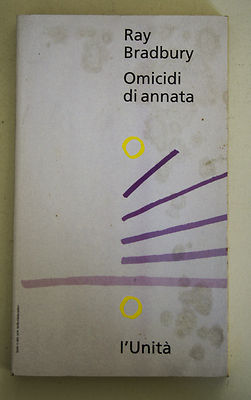 Ray
Bradbury
Omicidi
di annata
l'Unità